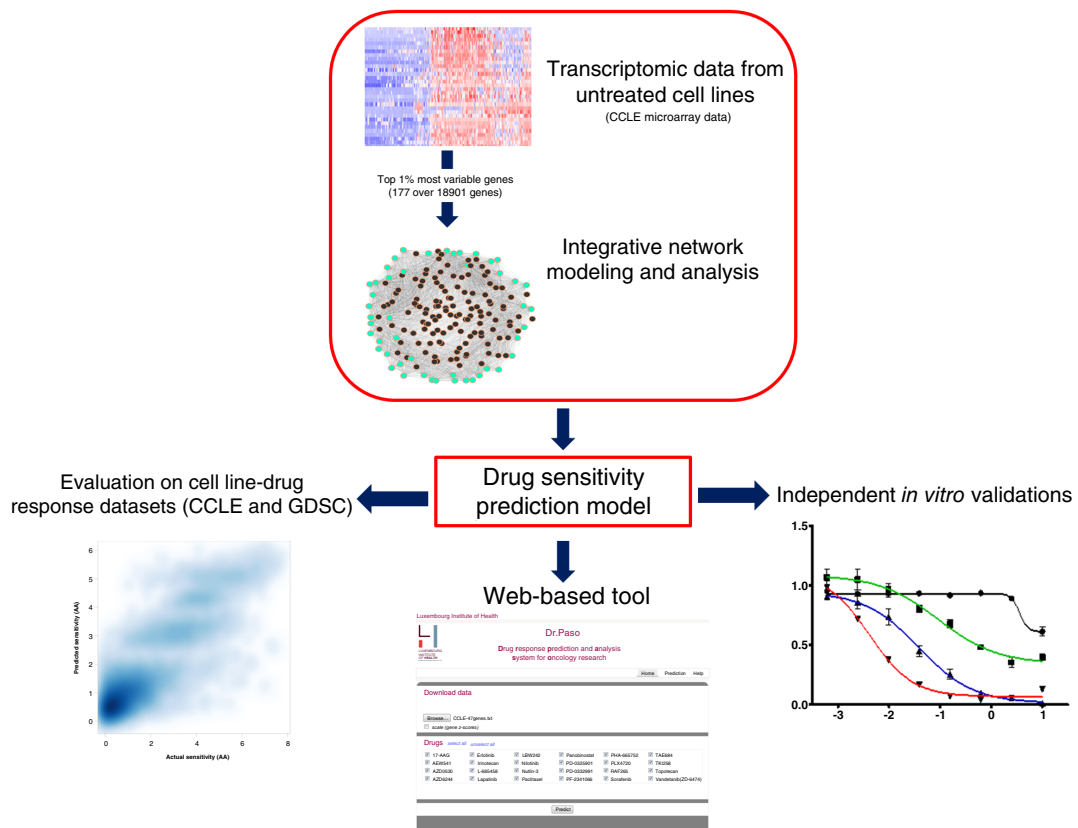 Transcriptomic data from
untreated cell lines
(CCLE microarray data)
Top 1% most variable genes
(177 over 18901 genes)
Integrative network
modeling and analysis
Drug sensitivity
prediction model
Evaluation on cell line-drug
response datasets (CCLE and GDSC)
Predicted sensitivity (AA)
6
5
4
3
2
1
0
0
2
4
6
8
Actual sensitivity (AA)
Independent in vitro validations
1.5
1.0
0.5
0.0
-3
-2
-1
0
1
Web-based tool
Luxembourg Institute of Health
LUXEMBOURG
INSTITUTE
OF HEALTH
Dr.Paso
Drug response prediction and analysis
system for oncology research
Home Prediction Help
Download data
Browse... CCLE-47genes.txt
scale (gene z-scores)
Drugs select all unselect all
17-AAG Erlotinib LBW242 Panobinostat PHA-665752 TAE684
AEW541 Irinotecan Nilotinib PD-0325901 PLX4720 TKI258
AZD0530 L-685458 Nutlin-3 PD-0332991 RAF265 Topotecan
AZD6244 Lapatinib Paclitaxel PF-2341066 Sorafenib Vandetanib(ZD-6474)
Predict